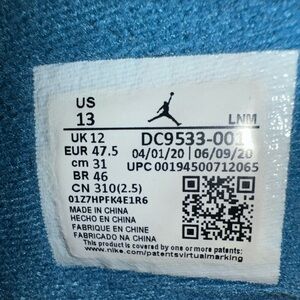 US
13
LNM
UK 12
DC9533-001
EUR 47.5
04/01/20 | 06/09/20
cm 31
UPC 00194500712065
BR 46
CN 310(2.5)
01Z7HPFK4E1R6
MADE IN CHINA
HECHO EN CHINA
FABRIQUE EN CHINE
FABRICADO NA CHINA
This product is covered by one or more patents:
www.nike.com/patentsvirtualmarking